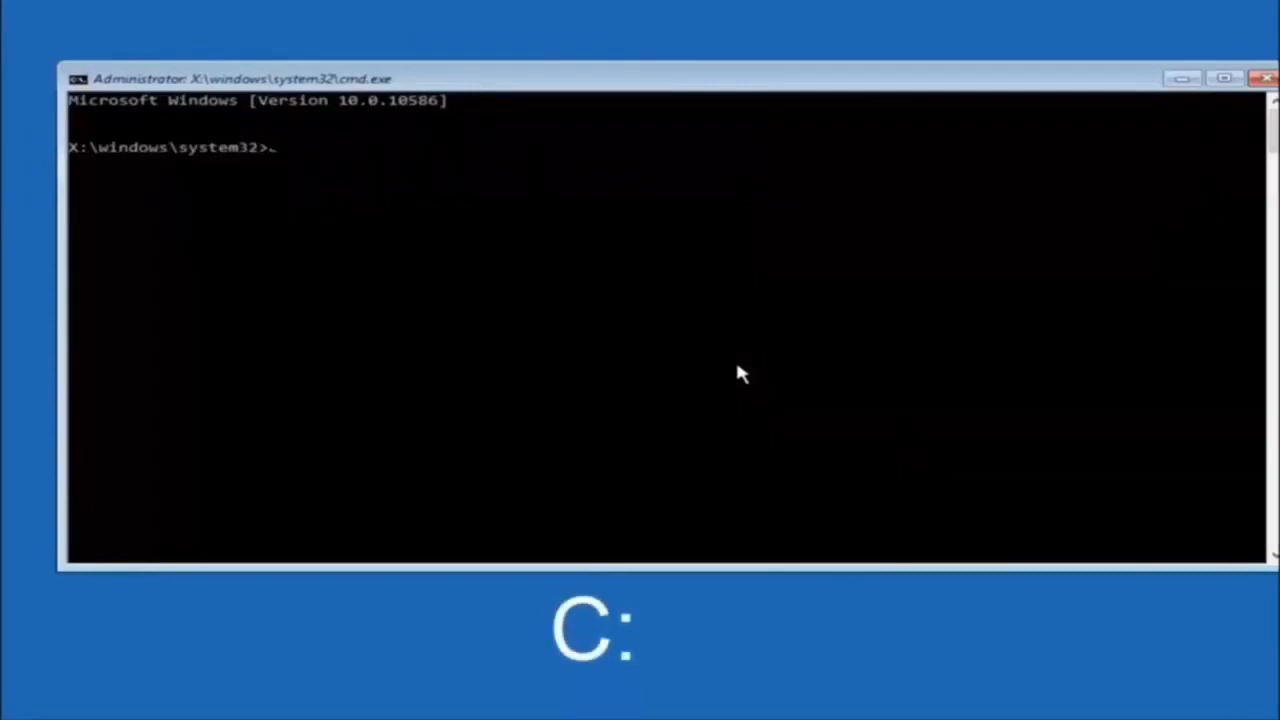 Administrator: X:\windows\system32\cmd.exe
Microsoft Windows [Version 10.0.10586]
X:\windows\system32>
C: